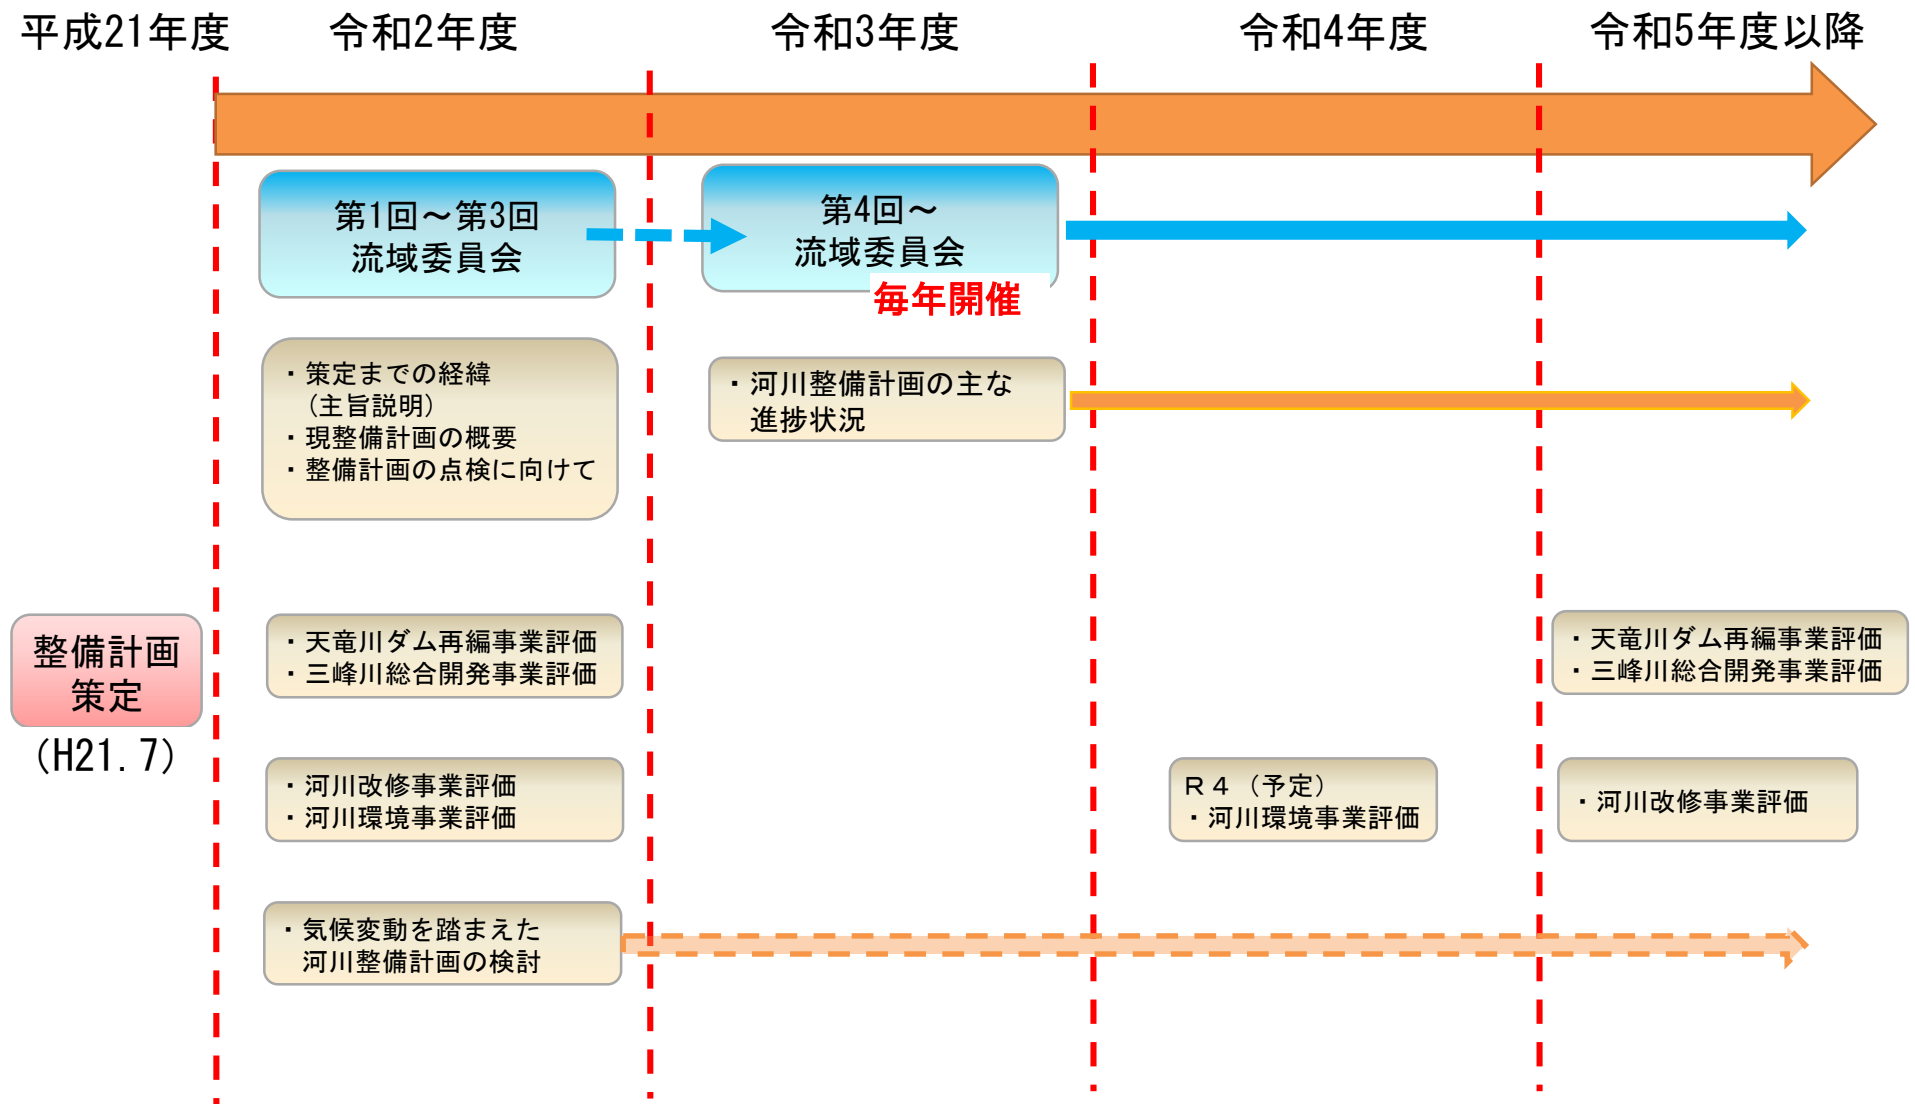 平成21年度
令和2年度
令和3年度
令和4年度
令和5年度以降
第1回～第3回
流域委員会
第4回～
流域委員会
毎年開催
・策定までの経緯
（主旨説明）
・現整備計画の概要
・整備計画の点検に向けて
・河川整備計画の主な
進捗状況
整備計画
策定
（H21.7）
・天竜川ダム再編事業評価
・三峰川総合開発事業評価
・天竜川ダム再編事業評価
・三峰川総合開発事業評価
・河川改修事業評価
・河川環境事業評価
Ｒ４（予定）
・河川環境事業評価
・河川改修事業評価
・気候変動を踏まえた
河川整備計画の検討